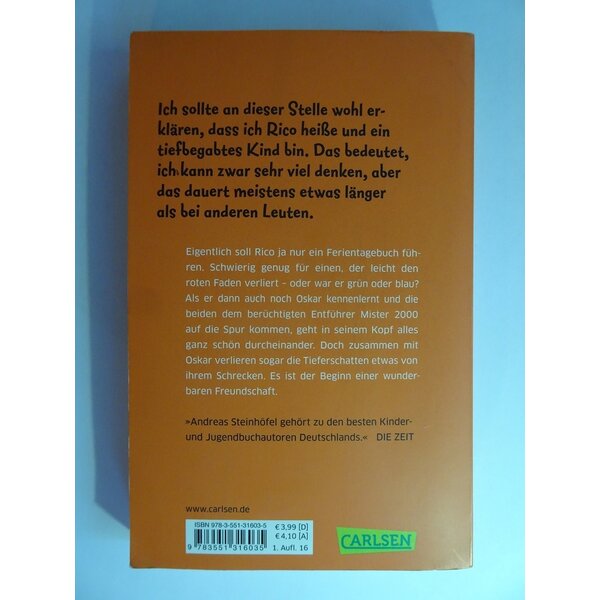 Ich sollte an dieser Stelle wohl er-
klären, dass ich Rico heiße und ein
tiefbegabtes Kind bin. Das bedeutet,
ich kann zwar sehr viel denken, aber
das dauert meistens etwas länger
als bei anderen Leuten.
Eigentlich soll Rico ja nur ein Ferientagebuch füh-
ren. Schwierig genug für einen, der leicht den
roten Faden verliert – oder war er grün oder blau?
Als er dann auch noch Oskar kennenlernt und die
beiden dem berüchtigten Entführer Mister 2000
auf die Spur kommen, geht in seinem Kopf alles
ganz schön durcheinander. Doch zusammen mit
Oskar verlieren sogar die Tieferschatten etwas von
ihrem Schrecken. Es ist der Beginn einer wunder-
baren Freundschaft.
»Andreas Steinhöfel gehört zu den besten Kinder-
und Jugendbuchautoren Deutschlands.« DIE ZEIT
www.carlsen.de
ISBN 978-3-551-31603-5
€ 3,99 [D]
€ 4,10 [A]
9 783551 316035
1. Aufl. 16
CARLSEN